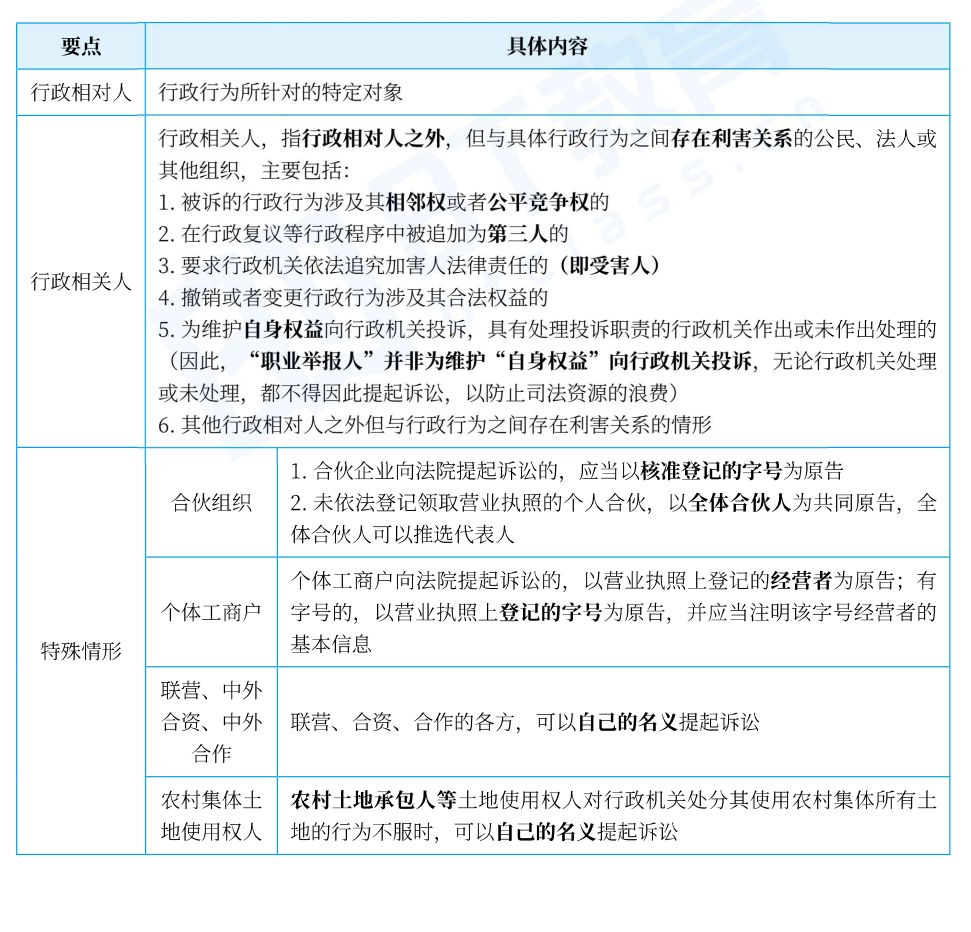 要点
具体内容
行政相对人
行政行为所针对的特定对象
行政相关人
行政相关人，指行政相对人之外，但与具体行政行为之间存在利害关系的公民、法人或
其他组织，主要包括：
1. 被诉的行政行为涉及其相邻权或者公平竞争权的
2. 在行政复议等行政程序中被追加为第三人的
3. 要求行政机关依法追究加害人法律责任的（即受害人）
4. 撤销或者变更行政行为涉及其合法权益的
5. 为维护自身权益向行政机关投诉，具有处理投诉职责的行政机关作出或未作出处理的
（因此，“职业举报人”并非为维护“自身权益”向行政机关投诉，无论行政机关处理
或未处理，都不得因此提起诉讼，以防止司法资源的浪费）
6. 其他行政相对人之外但与行政行为之间存在利害关系的情形
特殊情形
合伙组织
1. 合伙企业向法院提起诉讼的，应当以核准登记的字号为原告
2. 未依法登记领取营业执照的个人合伙，以全体合伙人为共同原告，全
体合伙人可以推选代表人
个体工商户
个体工商户向法院提起诉讼的，以营业执照上登记的经营者为原告；有
字号的，以营业执照上登记的字号为原告，并应当注明该字号经营者的
基本信息
联营、中外
合资、中外
合作
联营、合资、合作的各方，可以自己的名义提起诉讼
农村集体土
地使用权人
农村土地承包人等土地使用权人对行政机关处分其使用农村集体所有土
地的行为不服时，可以自己的名义提起诉讼